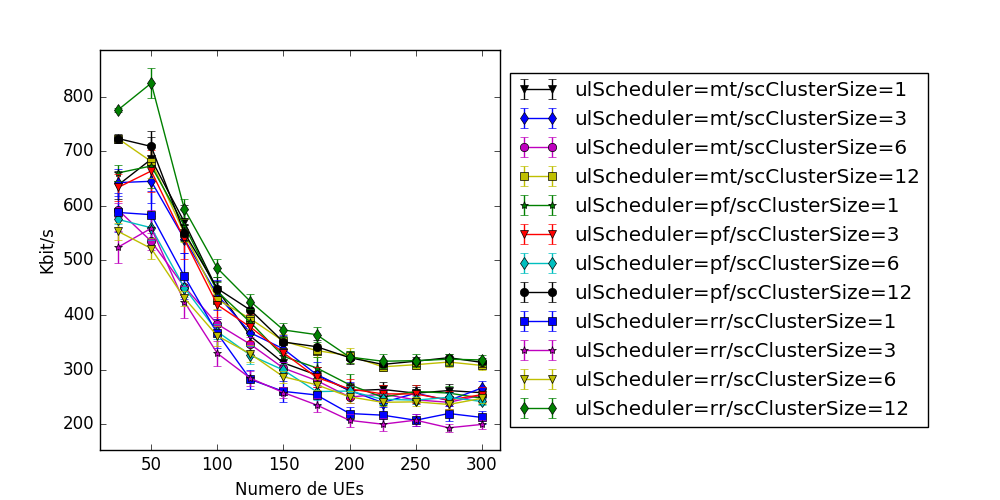 800
700
600
500
400
300
200
Kbit/s
50 100 150 200 250 300
Numero de UEs
ulScheduler=mt/scClusterSize=1
ulScheduler=mt/scClusterSize=3
ulScheduler=mt/scClusterSize=6
ulScheduler=mt/scClusterSize=12
ulScheduler=pf/scClusterSize=1
ulScheduler=pf/scClusterSize=3
ulScheduler=pf/scClusterSize=6
ulScheduler=pf/scClusterSize=12
ulScheduler=rr/scClusterSize=1
ulScheduler=rr/scClusterSize=3
ulScheduler=rr/scClusterSize=6
ulScheduler=rr/scClusterSize=12